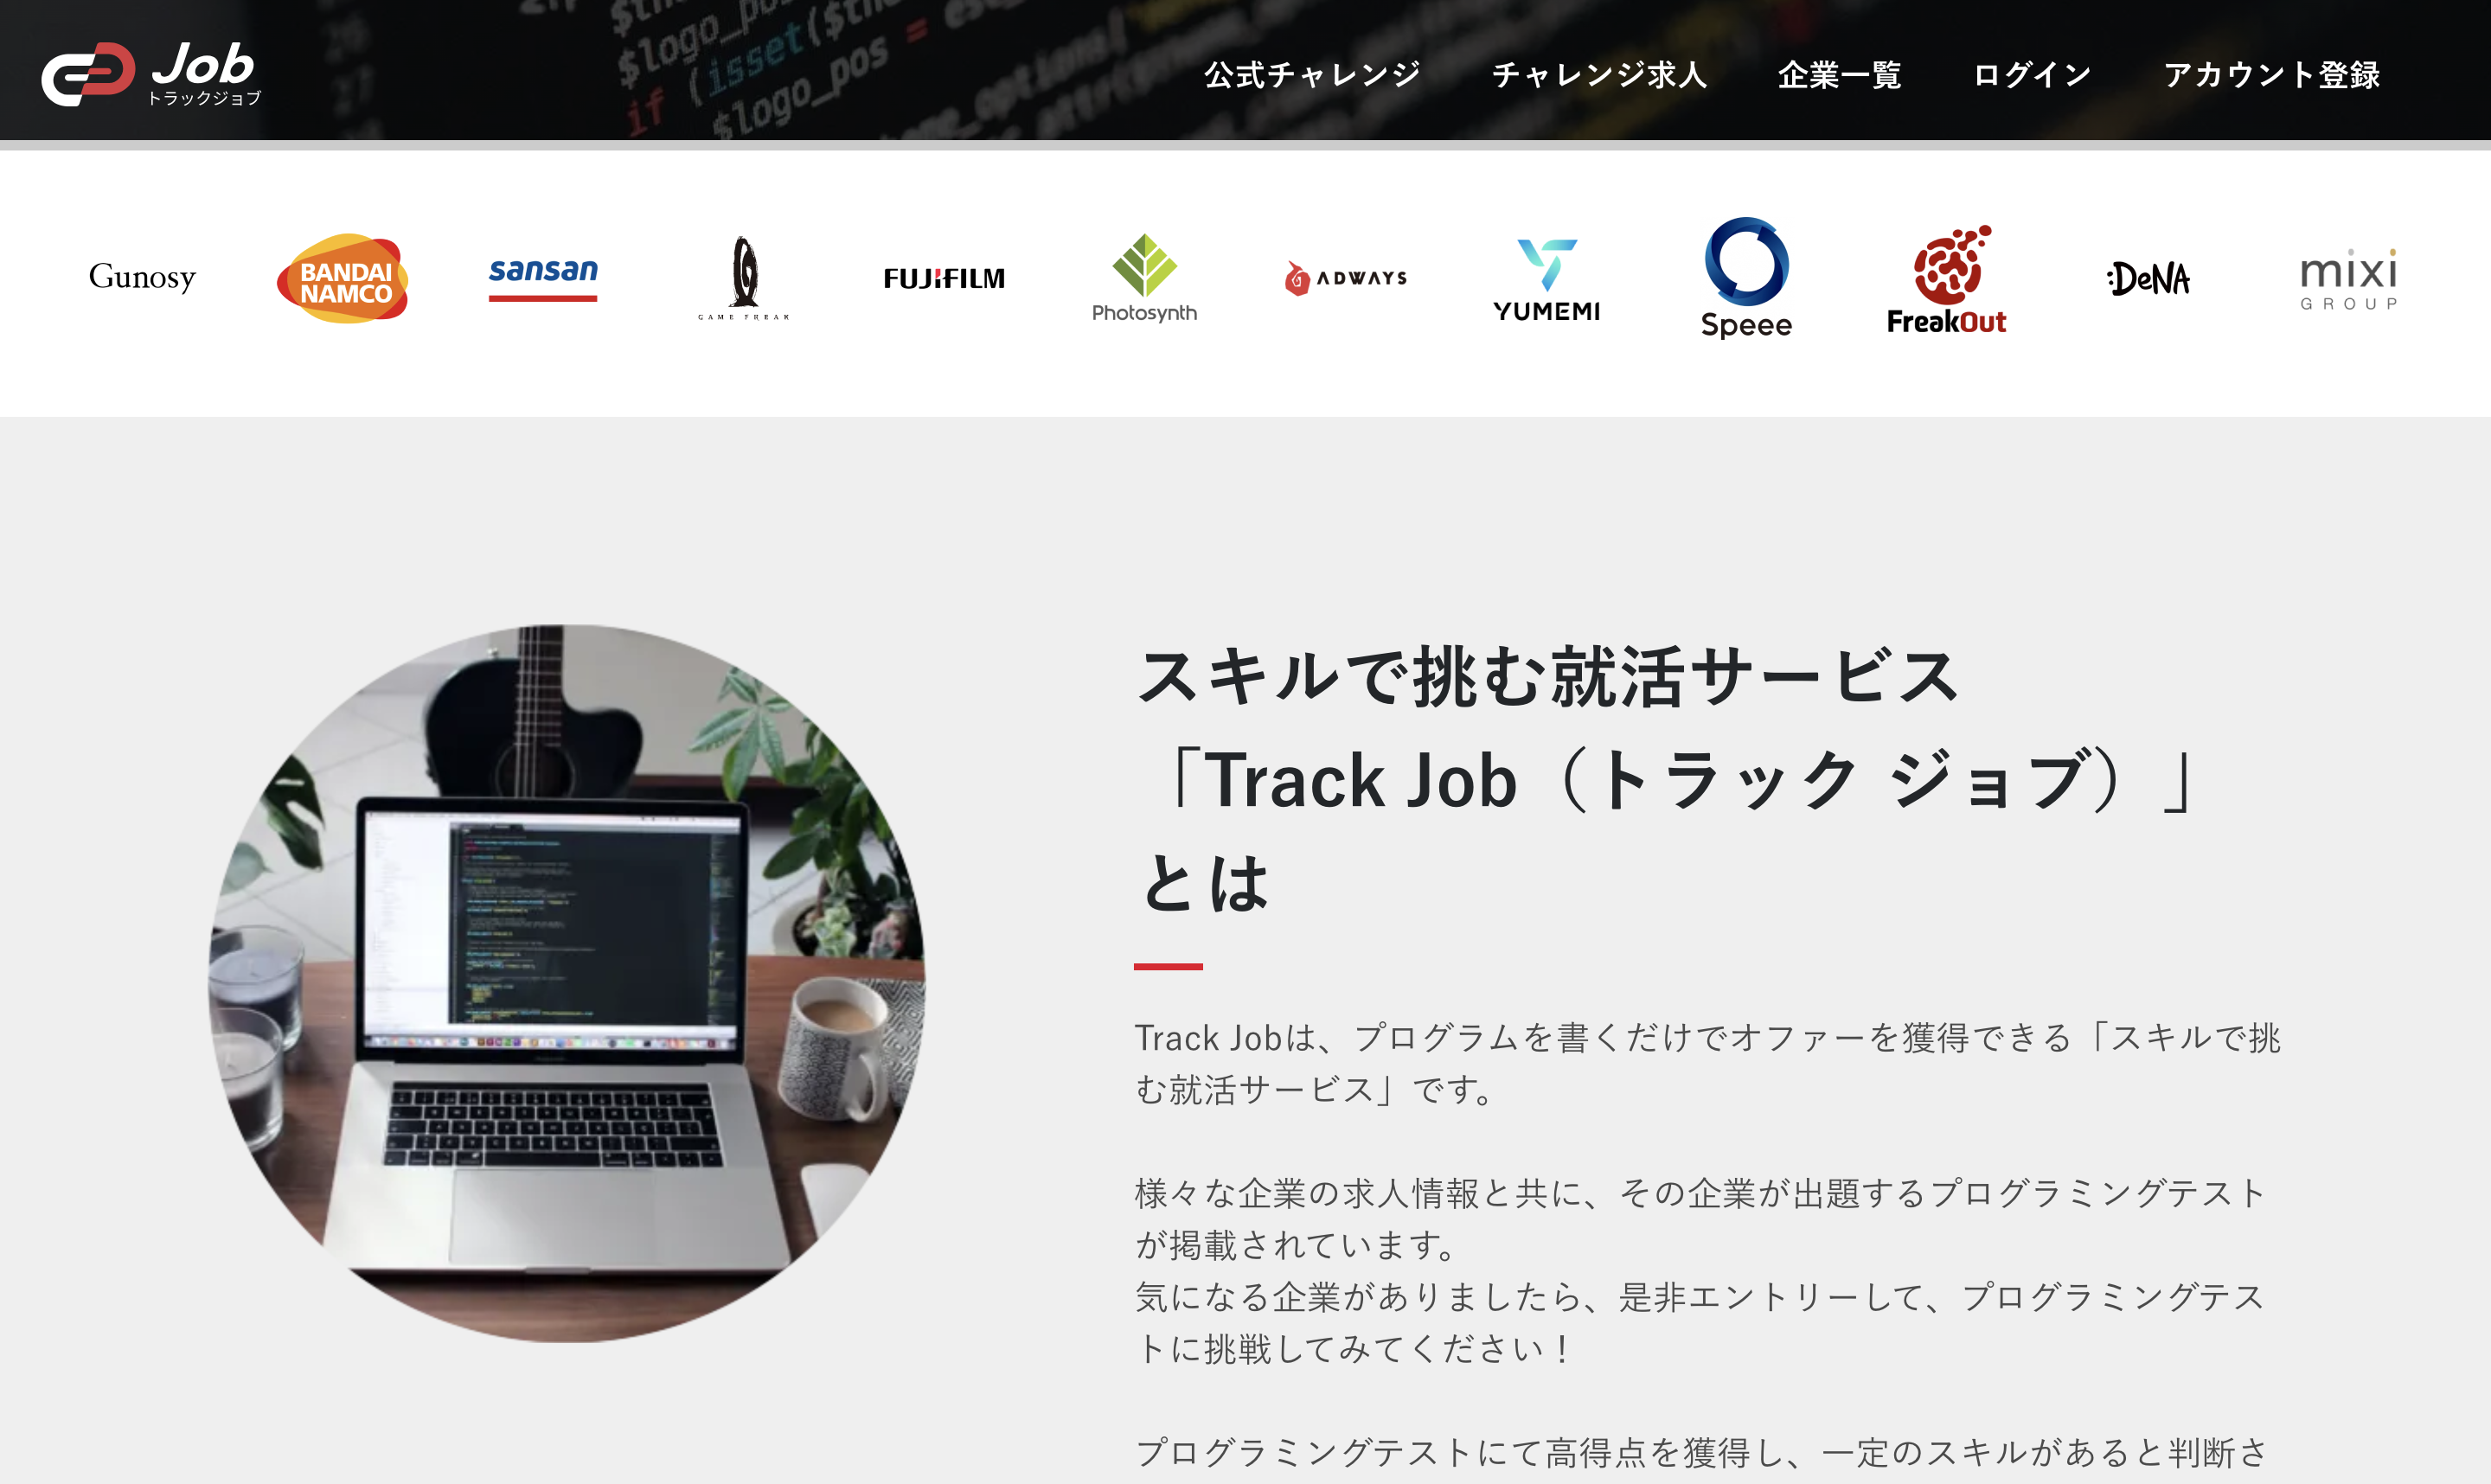 $logo_pos
if (isset($th
$logo_pos = es
$logo_pos
Job
トラックジョブ
公式チャレンジ
チャレンジ求人
企業一覧
ログイン
アカウント登録
Gunosy
BANDAI
NAMCO
sansan
GAME FREAK
FUJIFILM
Photosynth
ADWAYS
YUMEMI
Speee
FreakOut
:DeNA
mixi
GROUP
スキルで挑む就活サービス
「Track Job（トラック ジョブ）」
とは
Track Jobは、プログラムを書くだけでオファーを獲得できる「スキルで挑
む就活サービス」です。
様々な企業の求人情報と共に、その企業が出題するプログラミングテスト
が掲載されています。
気になる企業がありましたら、是非エントリーして、プログラミングテス
トに挑戦してみてください！
プログラミングテストにて高得点を獲得し、一定のスキルがあると判断さ